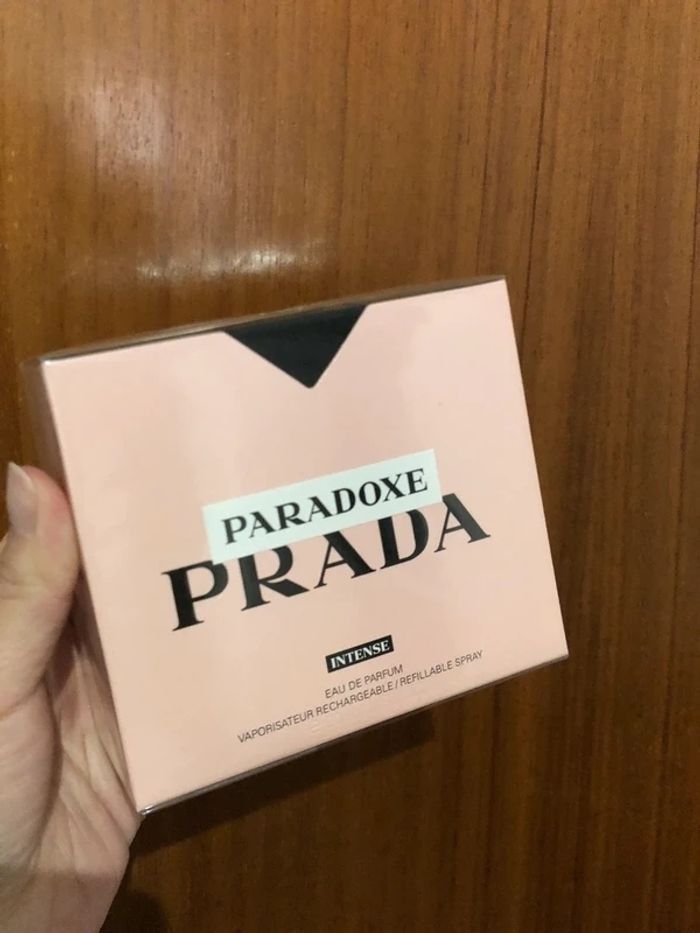 PARADOXE
PRADA
INTENSE
EAU DE PARFUM
VAPORISATEUR RECHARGEABLE / REFILLABLE SPRAY